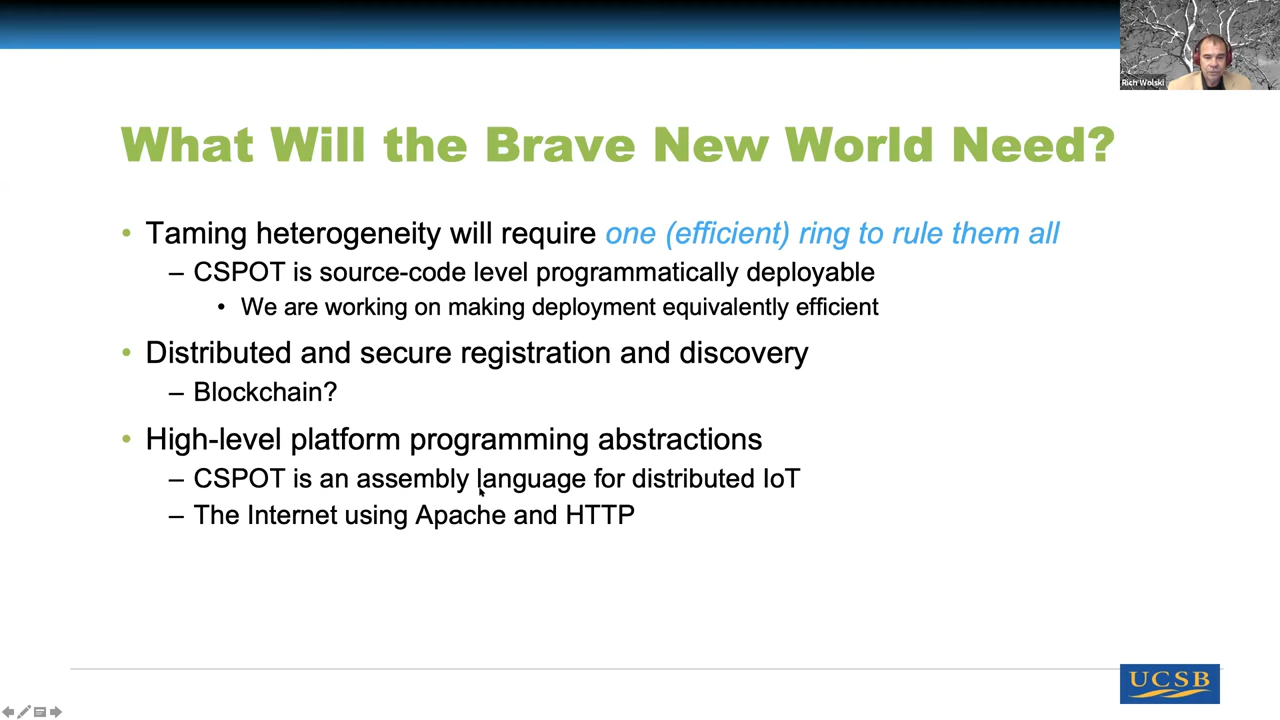 Rich Wolski
What Will the Brave New World Need?
• Taming heterogeneity will require one (efficient) ring to rule them all
– CSPOT is source-code level programmatically deployable
• We are working on making deployment equivalently efficient
• Distributed and secure registration and discovery
– Blockchain?
• High-level platform programming abstractions
– CSPOT is an assembly language for distributed IoT
– The Internet using Apache and HTTP
UCSB